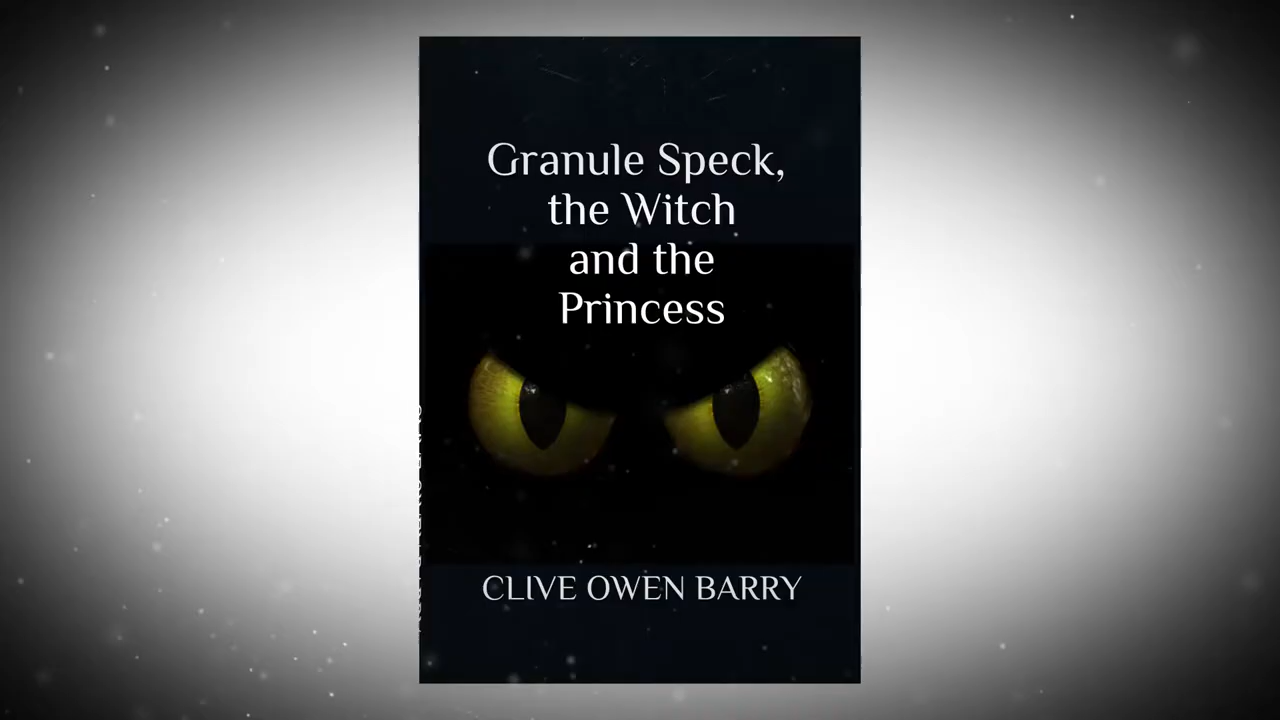 Granule Speck,
the Witch
and the
Princess
CLIVE OWEN BARRY